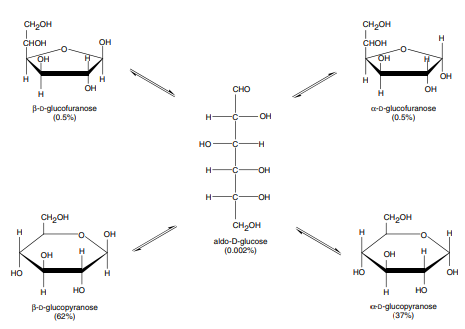 CH₂OH
CHOH
O
OH
H
OH
H
H
H
OH
H
β-D-glucofuranose
(0.5%)
CH₂OH
CHOH
O
H
OH
H
H
OH
H
OH
α-D-glucofuranose
(0.5%)
CHO
H C OH
HO C H
H C OH
H C OH
CH₂OH
aldo-D-glucose
(0.002%)
CH₂OH
H
O
OH
OH
H
HO
H
H
HO
β-D-glucopyranose
(62%)
CH₂OH
H
O
H
OH
H
HO
OH
H
HO
α-D-glucopyranose
(37%)